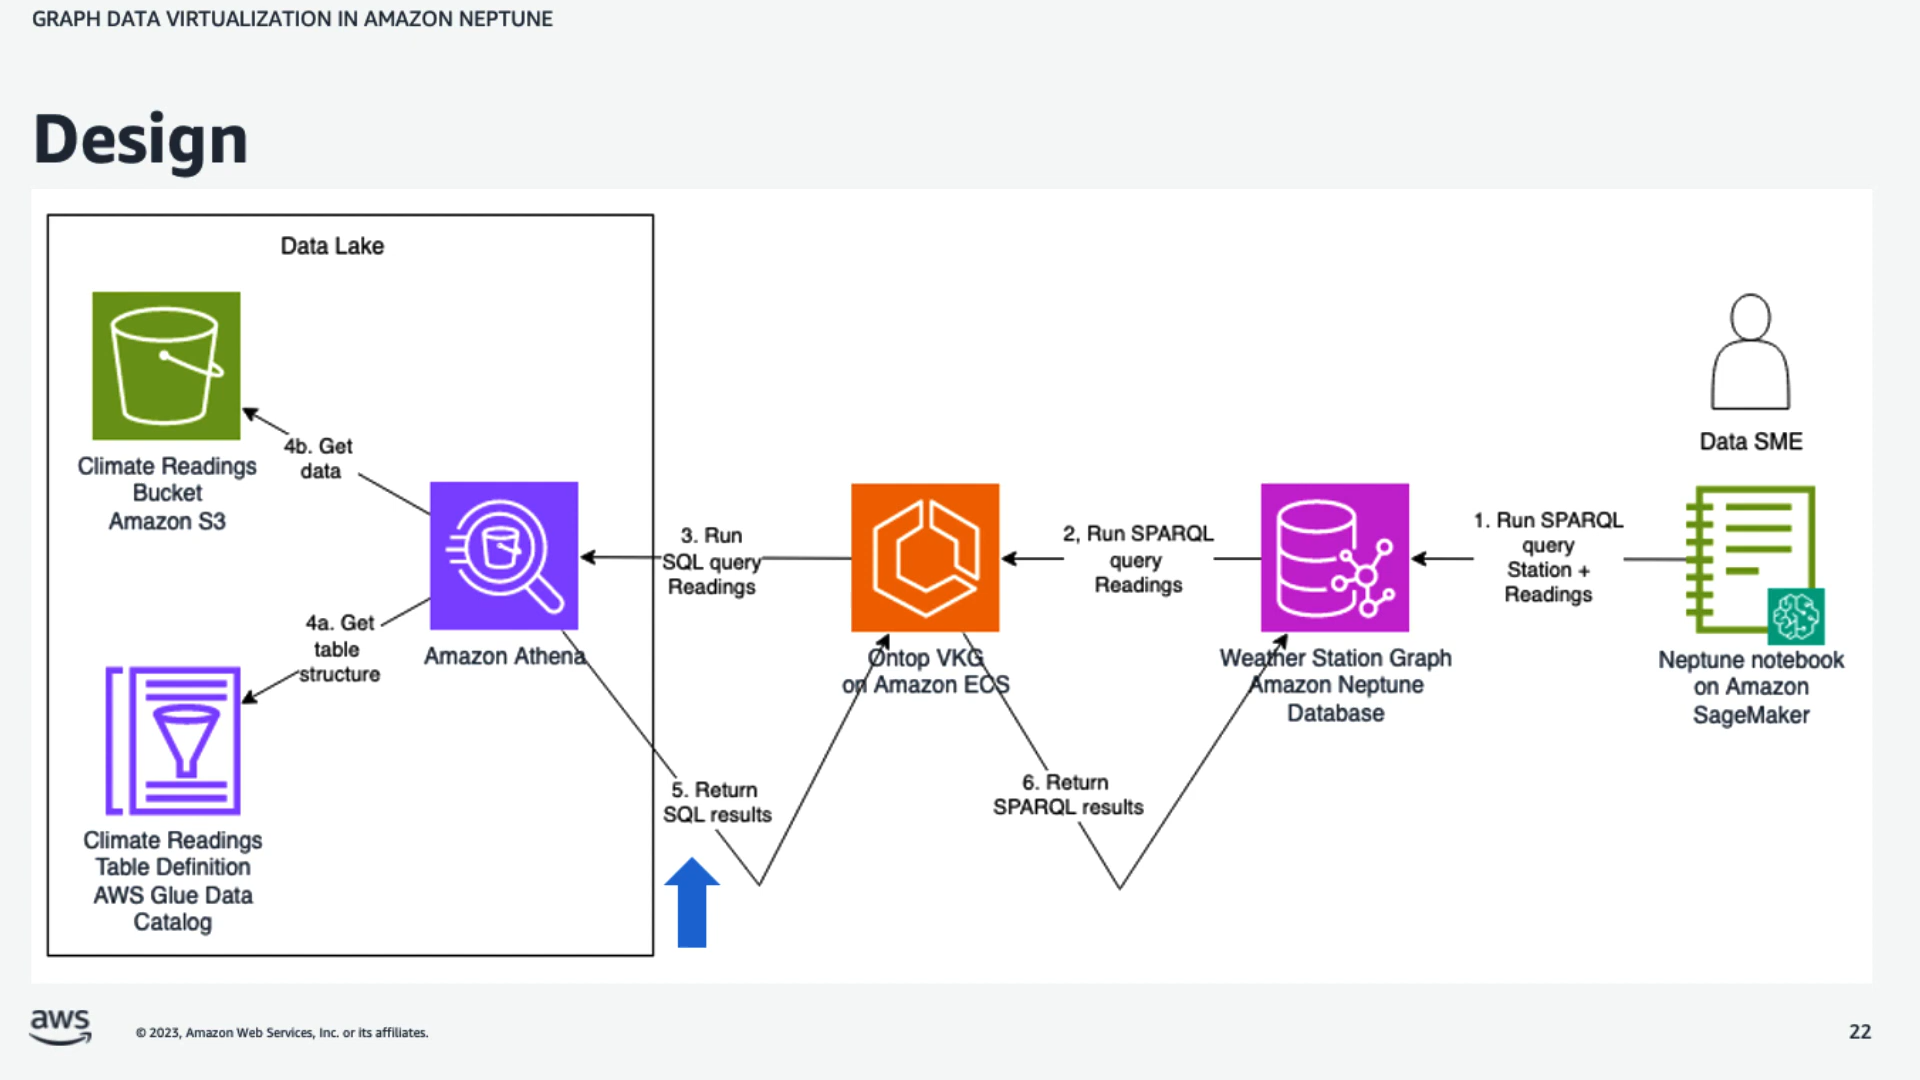 GRAPH DATA VIRTUALIZATION IN AMAZON NEPTUNE
Design
Data Lake
4b. Get
data
Climate Readings
Bucket
Amazon S3
4a. Get
table
structure
Amazon Athena
Climate Readings
Table Definition
AWS Glue Data
Catalog
3. Run
SQL query
Readings
5. Return
SQL results
Ontop VKG
on Amazon ECS
2, Run SPARQL
query
Readings
6. Return
SPARQL results
Weather Station Graph
Amazon Neptune
Database
1. Run SPARQL
query
Station +
Readings
Data SME
Neptune notebook
on Amazon
SageMaker
aws
© 2023, Amazon Web Services, Inc. or its affiliates.
22